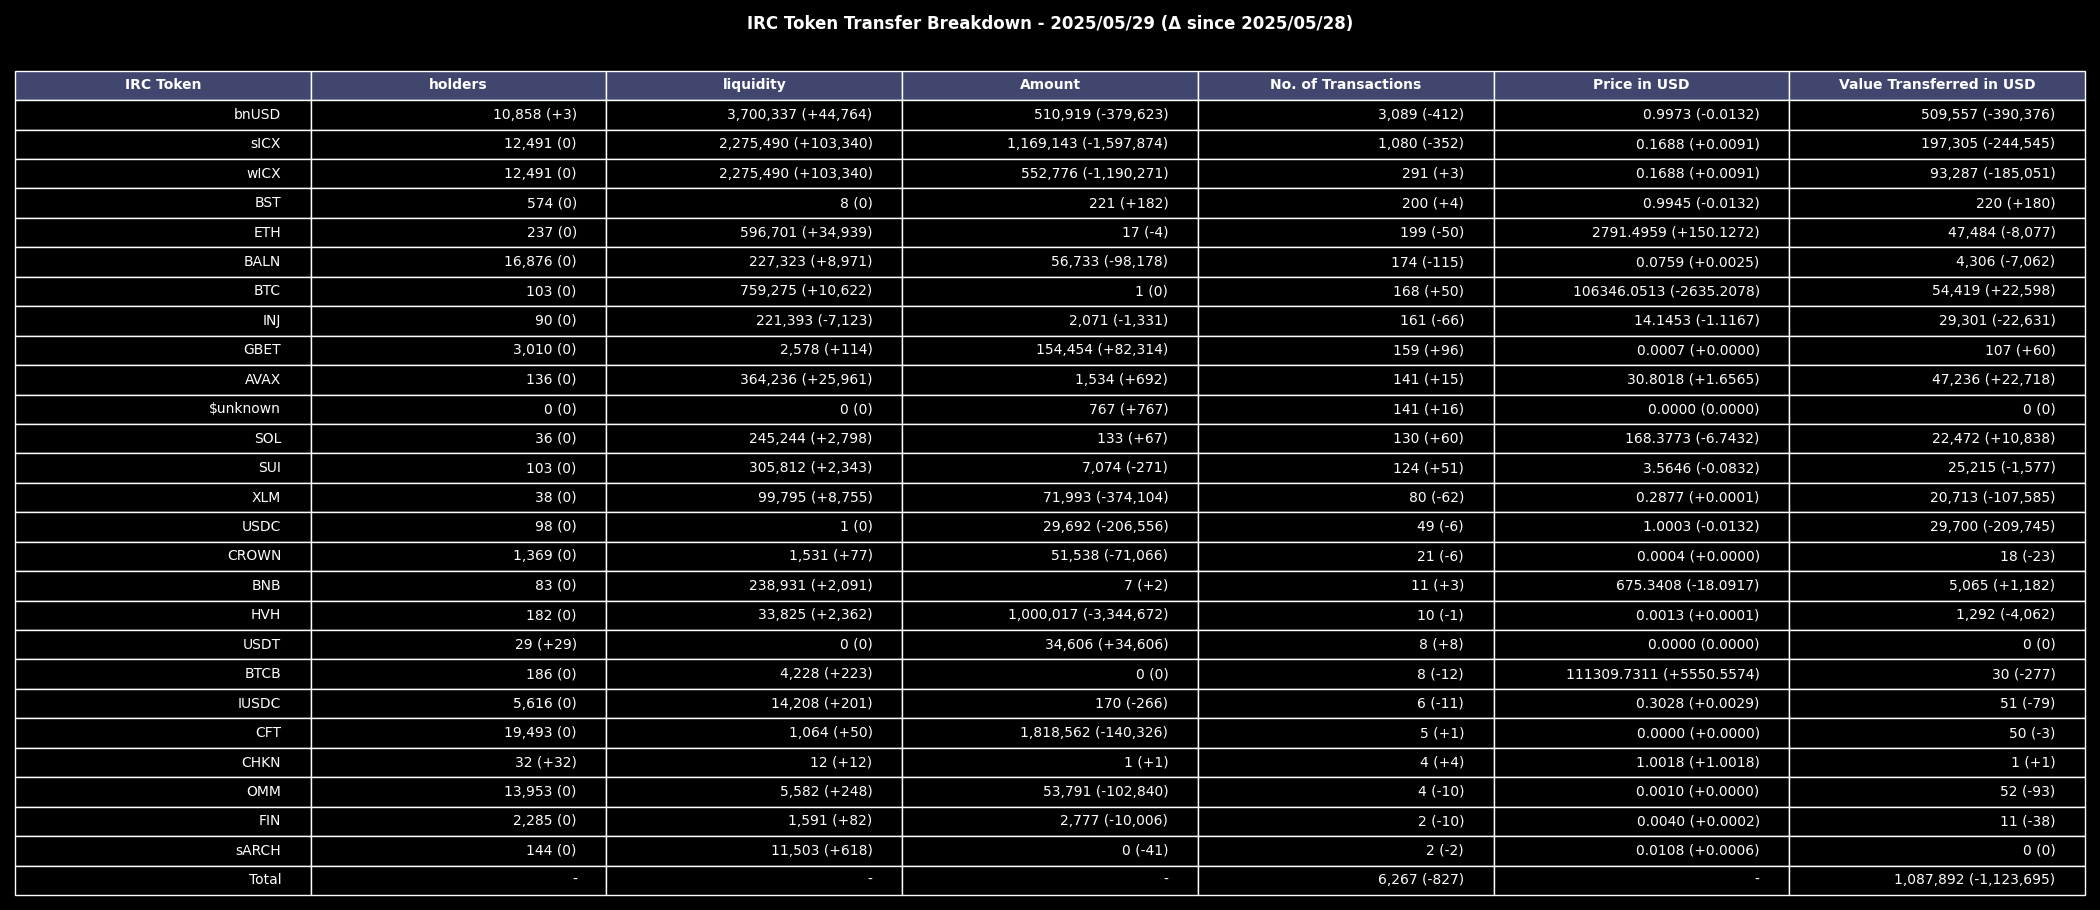 IRC Token Transfer Breakdown - 2025/05/29 (Δ since 2025/05/28)
IRC Token holders liquidity Amount No. of Transactions Price in USD Value Transferred in USD
bnUSD 10,858 (+3) 3,700,337 (+44,764) 510,919 (-379,623) 3,089 (-412) 0.9973 (-0.0132) 509,557 (-390,376)
sICX 12,491 (0) 2,275,490 (+103,340) 1,169,143 (-1,597,874) 1,080 (-352) 0.1688 (+0.0091) 197,305 (-244,545)
wICX 12,491 (0) 2,275,490 (+103,340) 552,776 (-1,190,271) 291 (+3) 0.1688 (+0.0091) 93,287 (-185,051)
BST 574 (0) 8 (0) 221 (+182) 200 (+4) 0.9945 (-0.0132) 220 (+180)
ETH 237 (0) 596,701 (+34,939) 17 (-4) 199 (-50) 2791.4959 (+150.1272) 47,484 (-8,077)
BALN 16,876 (0) 227,323 (+8,971) 56,733 (-98,178) 174 (-115) 0.0759 (+0.0025) 4,306 (-7,062)
BTC 103 (0) 759,275 (+10,622) 1 (0) 168 (+50) 106346.0513 (-2635.2078) 54,419 (+22,598)
INJ 90 (0) 221,393 (-7,123) 2,071 (-1,331) 161 (-66) 14.1453 (-1.1167) 29,301 (-22,631)
GBET 3,010 (0) 2,578 (+114) 154,454 (+82,314) 159 (+96) 0.0007 (+0.0000) 107 (+60)
AVAX 136 (0) 364,236 (+25,961) 1,534 (+692) 141 (+15) 30.8018 (+1.6565) 47,236 (+22,718)
$unknown 0 (0) 0 (0) 767 (+767) 141 (+16) 0.0000 (0.0000) 0 (0)
SOL 36 (0) 245,244 (+2,798) 133 (+67) 130 (+60) 168.3773 (-6.7432) 22,472 (+10,838)
SUI 103 (0) 305,812 (+2,343) 7,074 (-271) 124 (+51) 3.5646 (-0.0832) 25,215 (-1,577)
XLM 38 (0) 99,795 (+8,755) 71,993 (-374,104) 80 (-62) 0.2877 (+0.0001) 20,713 (-107,585)
USDC 98 (0) 1 (0) 29,692 (-206,556) 49 (-6) 1.0003 (-0.0132) 29,700 (-209,745)
CROWN 1,369 (0) 1,531 (+77) 51,538 (-71,066) 21 (-6) 0.0004 (+0.0000) 18 (-23)
BNB 83 (0) 238,931 (+2,091) 7 (+2) 11 (+3) 675.3408 (-18.0917) 5,065 (+1,182)
HVH 182 (0) 33,825 (+2,362) 1,000,017 (-3,344,672) 10 (-1) 0.0013 (+0.0001) 1,292 (-4,062)
USDT 29 (+29) 0 (0) 34,606 (+34,606) 8 (+8) 0.0000 (0.0000) 0 (0)
BTCB 186 (0) 4,228 (+223) 0 (0) 8 (-12) 111309.7311 (+5550.5574) 30 (-277)
IUSDC 5,616 (0) 14,208 (+201) 170 (-266) 6 (-11) 0.3028 (+0.0029) 51 (-79)
CFT 19,493 (0) 1,064 (+50) 1,818,562 (-140,326) 5 (+1) 0.0000 (+0.0000) 50 (-3)
CHKN 32 (+32) 12 (+12) 1 (+1) 4 (+4) 1.0018 (+1.0018) 1 (+1)
OMM 13,953 (0) 5,582 (+248) 53,791 (-102,840) 4 (-10) 0.0010 (+0.0000) 52 (-93)
FIN 2,285 (0) 1,591 (+82) 2,777 (-10,006) 2 (-10) 0.0040 (+0.0002) 11 (-38)
sARCH 144 (0) 11,503 (+618) 0 (-41) 2 (-2) 0.0108 (+0.0006) 0 (0)
Total - - - 6,267 (-827) - 1,087,892 (-1,123,695)